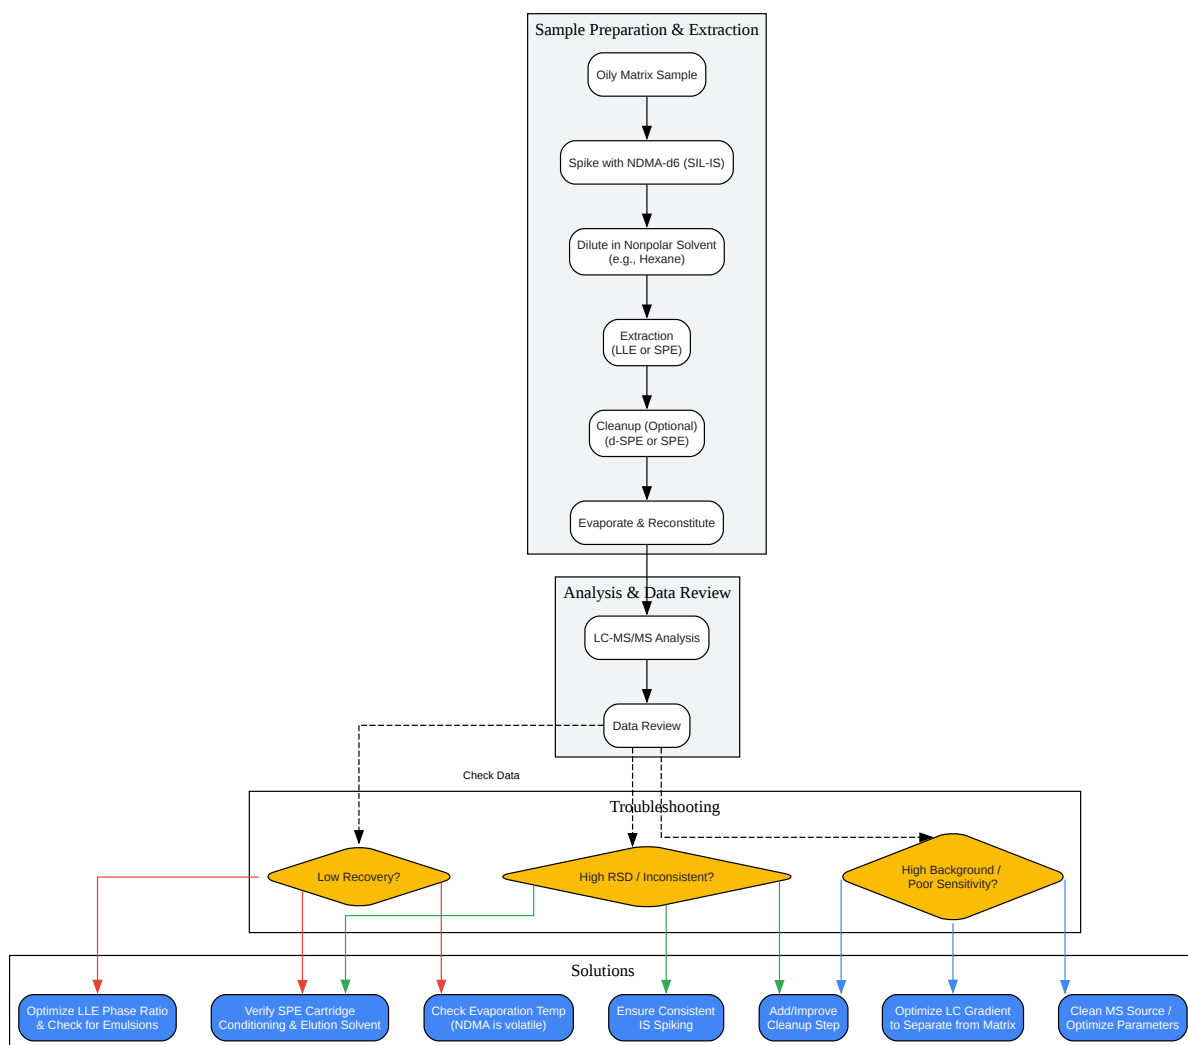 Sample Preparation & Extraction
Oily Matrix Sample
Spike with NDMA-d6 (SIL-IS)
Dilute in Nonpolar Solvent
(e.g., Hexane)
Extraction
(LLE or SPE)
Cleanup (Optional)
(d-SPE or SPE)
Evaporate & Reconstitute
Analysis & Data Review
LC-MS/MS Analysis
Data Review
Check Data
Troubleshooting
Low Recovery?
High RSD / Inconsistent?
High Background /
Poor Sensitivity?
Solutions
Optimize LLE Phase Ratio
& Check for Emulsions
Verify SPE Cartridge
Conditioning & Elution Solvent
Check Evaporation Temp
(NDMA is volatile)
Ensure Consistent
IS Spiking
Add/Improve
Cleanup Step
Optimize LC Gradient
to Separate from Matrix
Clean MS Source /
Optimize Parameters